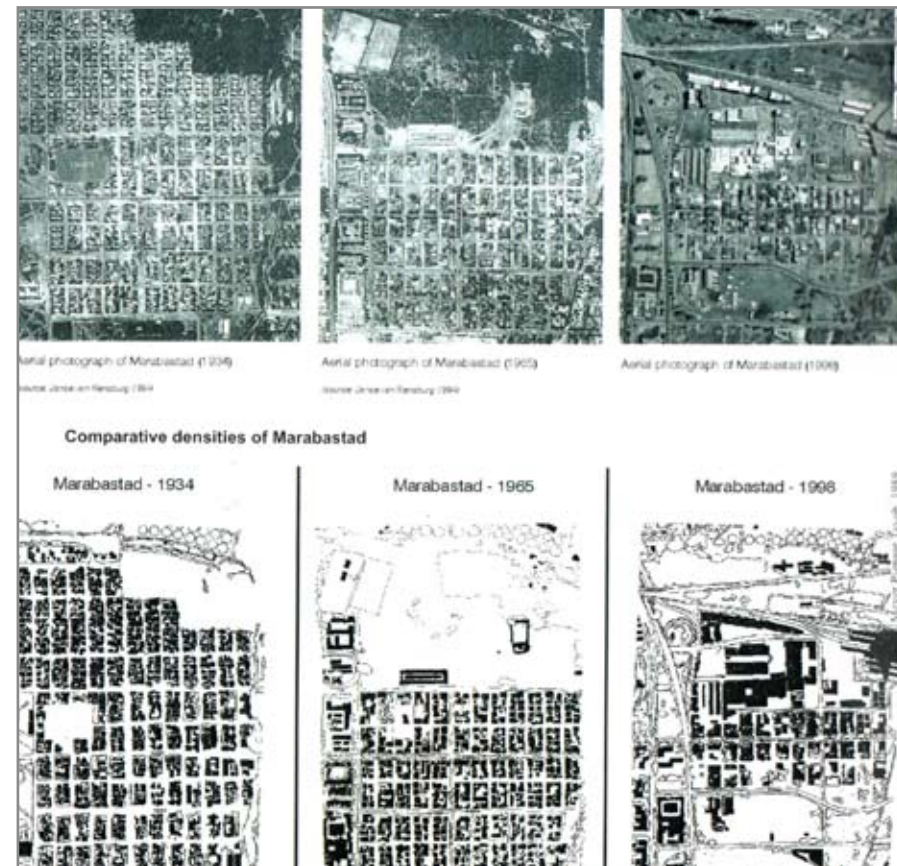 Aerial photograph of Marabastad (1934)
Aerial photograph of Marabastad (1965)
Aerial photograph of Marabastad (1998)
Comparative densities of Marabastad
Marabastad - 1934
Marabastad - 1965
Marabastad - 1998